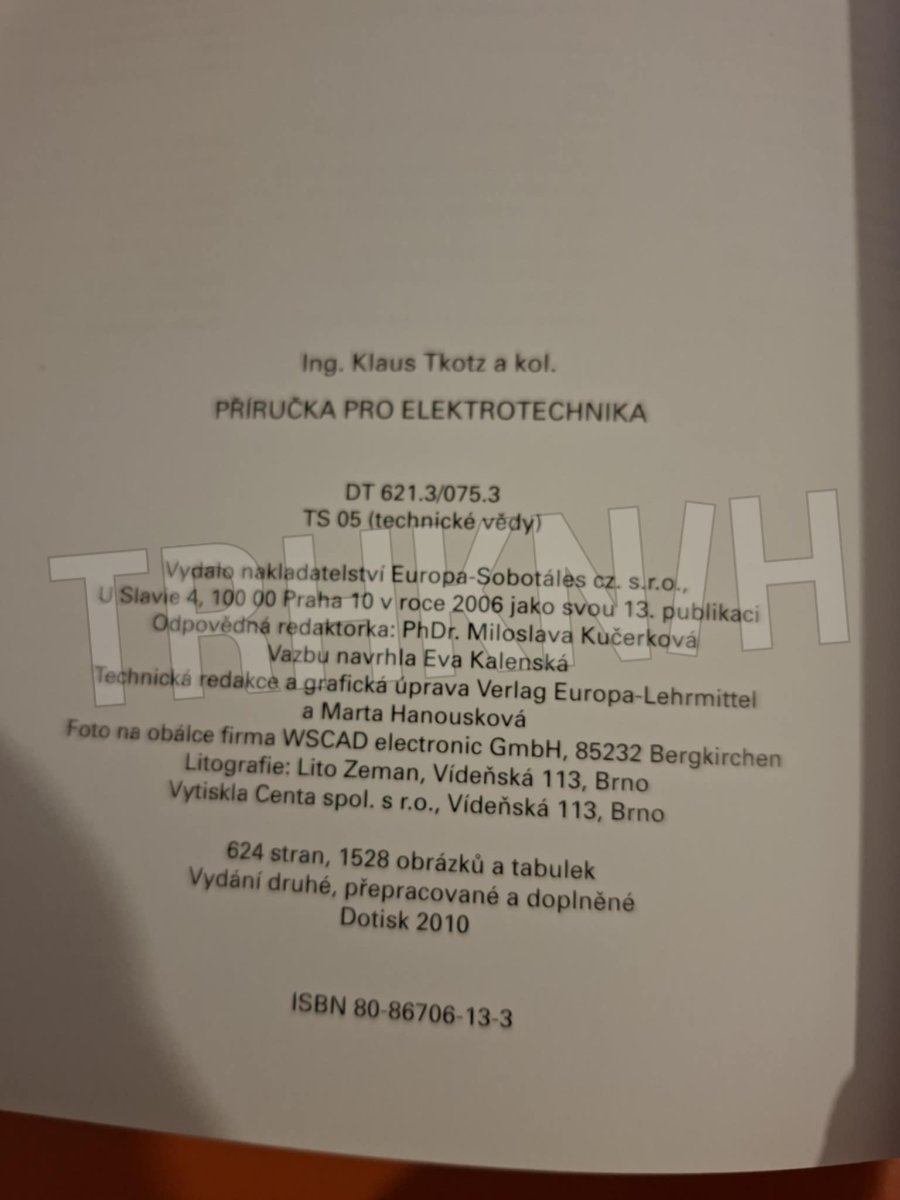 Ing. Klaus Tkotz a kol.
PŘÍRUČKA PRO ELEKTROTECHNIKA
DT 621.3/075.3
TS 05 (technické vědy)
Vydalo nakladatelství Europa-Sobotáles cz. s.r.o.,
U Slavie 4, 100 00 Praha 10 v roce 2006 jako svou 13. publikaci
Odpovědná redaktorka: PhDr. Miloslava Kučerková
Vazbu navrhla Eva Kalenská
Technická redakce a grafická úprava Verlag Europa-Lehrmittel
a Marta Hanousková
Foto na obálce firma WSCAD electronic GmbH, 85232 Bergkirchen
Litografie: Lito Zeman, Vídeňská 113, Brno
Vytiskla Centa spol. s r.o., Vídeňská 113, Brno
624 stran, 1528 obrázků a tabulek
Vydání druhé, přepracované a doplněné
Dotisk 2010
ISBN 80-86706-13-3